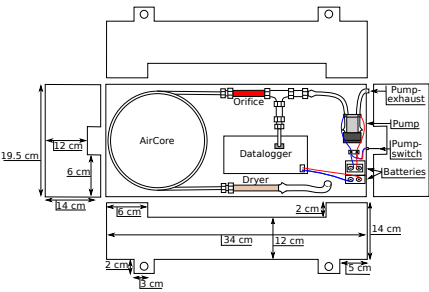 Pump-
exhaust
Orifice
Pump
AirCore
12 cm
Pump-
switch
19.5 cm
Datalogger
6 cm
Batteries
Dryer
14 cm
6 cm
2 cm
14 cm
34 cm
12 cm
2 cm
5 cm
3 cm